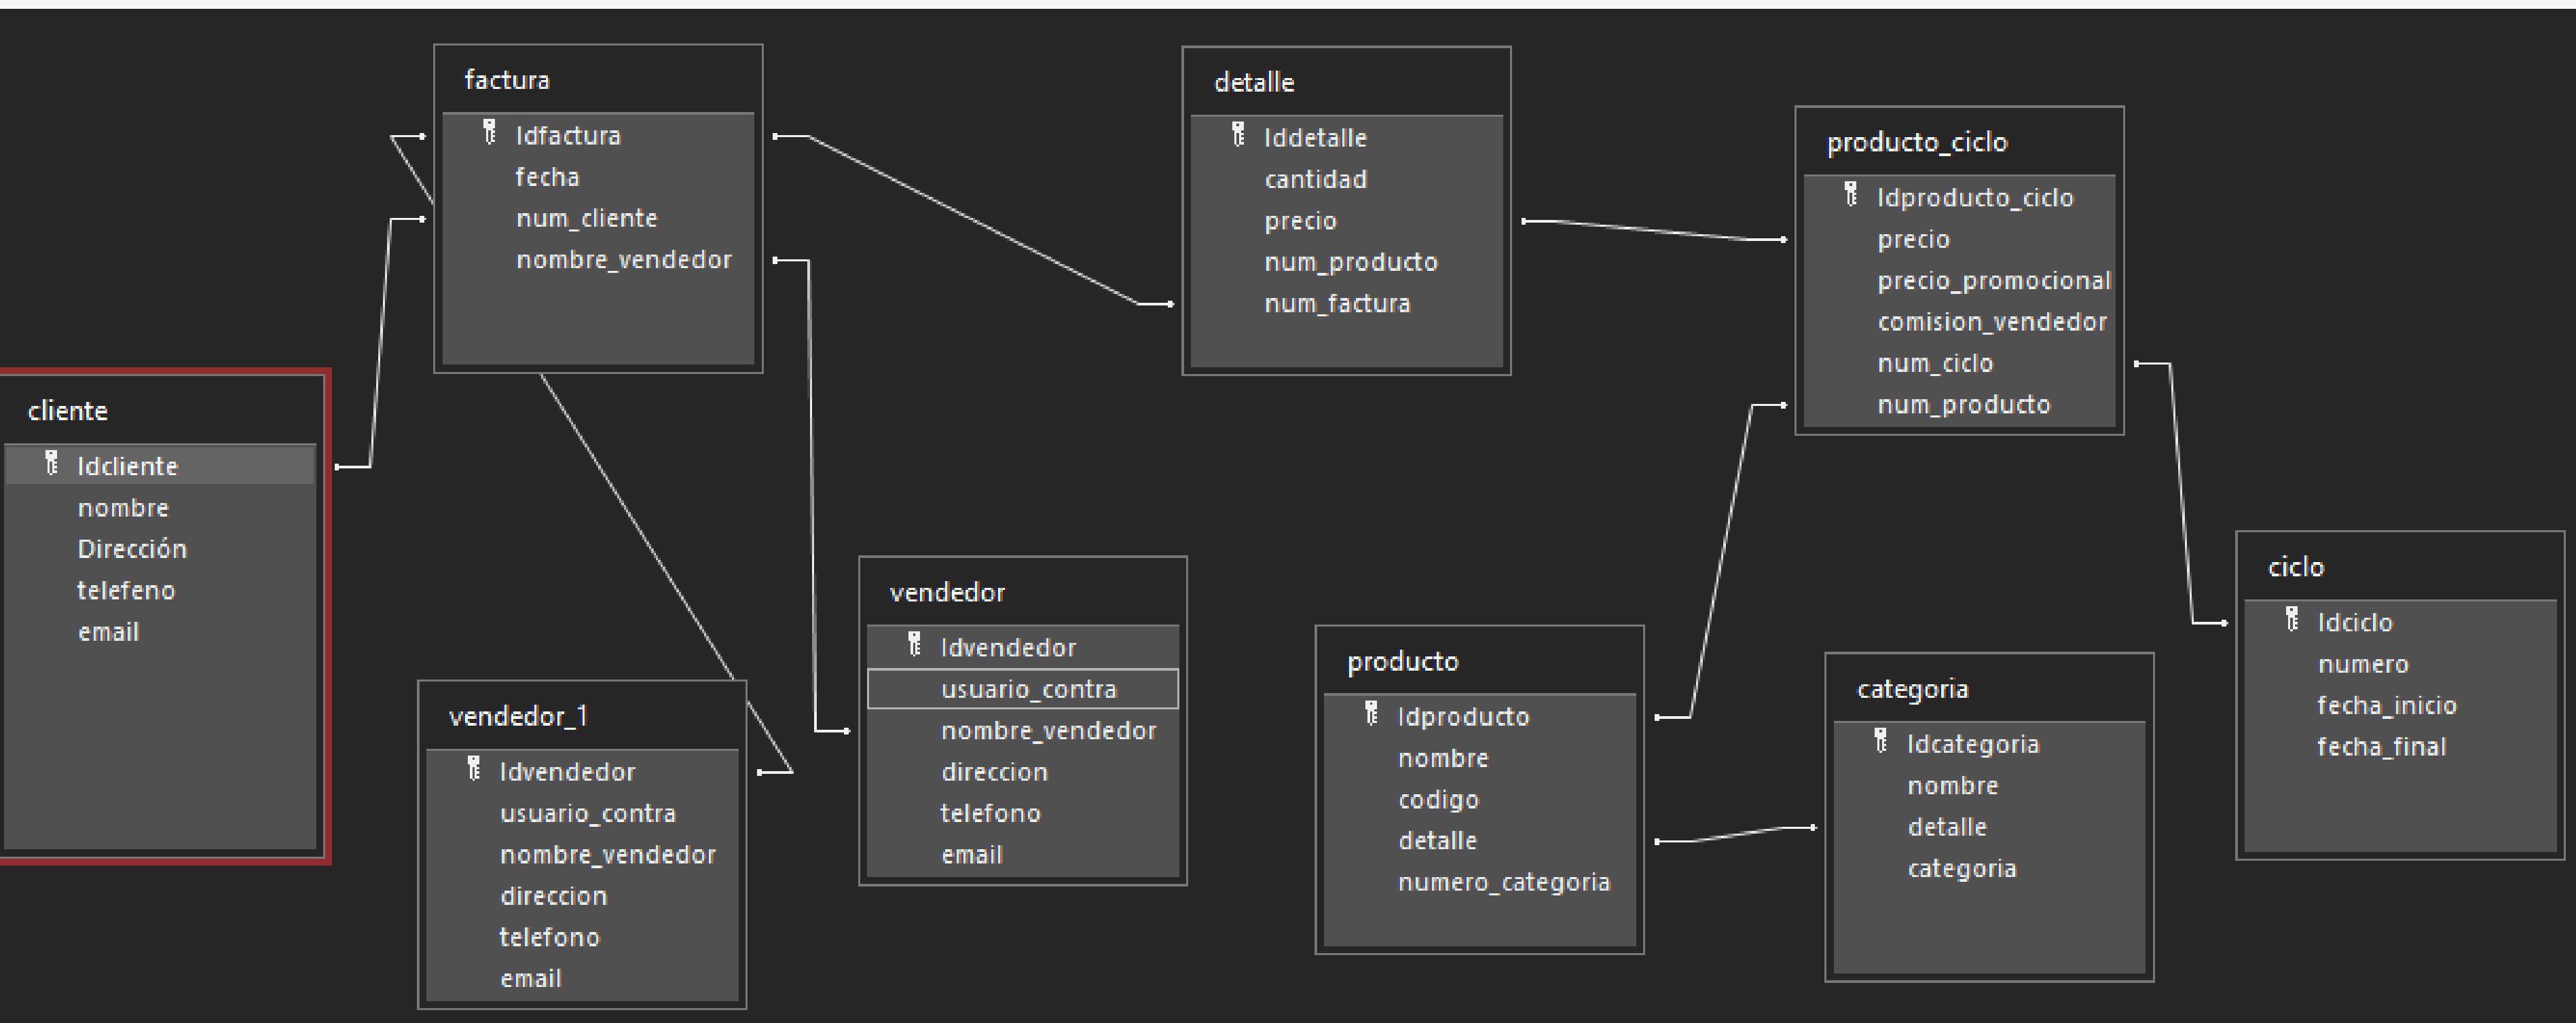 factura
Idfactura
fecha
num_cliente
nombre_vendedor
detalle
Iddetalle
cantidad
precio
num_producto
num_factura
producto_ciclo
Idproducto_ciclo
precio
precio_promocional
comision_vendedor
num_ciclo
num_producto
cliente
Idcliente
nombre
Dirección
telefeno
email
vendedor
Idvendedor
usuario_contra
nombre_vendedor
direccion
telefono
email
vendedor_1
Idvendedor
usuario_contra
nombre_vendedor
direccion
telefono
email
producto
Idproducto
nombre
codigo
detalle
numero_categoria
categoria
Idcategoria
nombre
detalle
categoria
ciclo
Idciclo
numero
fecha_inicio
fecha_final